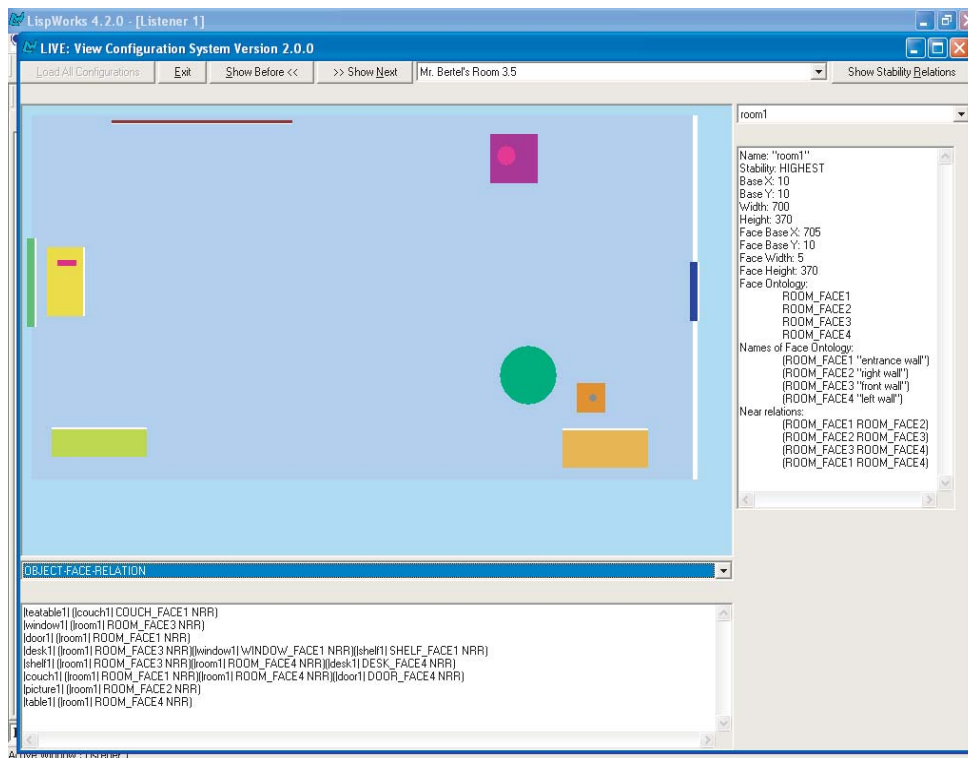 LispWorks 4.2.0 - [Listener 1]
LIVE: View Configuration System Version 2.0.0
Load All Configurations Exit Show Before << >> Show Next Mr. Bertel's Room 3.5 Show Stability Relations
room1
Name: "room1"
Stability: HIGHEST
Base X: 10
Base Y: 10
Width: 700
Height: 370
Face Base X: 705
Face Base Y: 10
Face Width: 5
Face Height: 370
Face Ontology:
ROOM_FACE1
ROOM_FACE2
ROOM_FACE3
ROOM_FACE4
Names of Face Ontology:
(ROOM_FACE1 "entrance wall")
(ROOM_FACE2 "right wall")
(ROOM_FACE3 "front wall")
(ROOM_FACE4 "left wall")
Near relations:
(ROOM_FACE1 ROOM_FACE2)
(ROOM_FACE2 ROOM_FACE3)
(ROOM_FACE3 ROOM_FACE4)
(ROOM_FACE1 ROOM_FACE4)
OBJECT-FACE-RELATION
|teatable1| (|couch1| COUCH_FACE1 NRR)
|window1| (|room1| ROOM_FACE3 NRR)
|door1| (|room1| ROOM_FACE1 NRR)
|desk1| (|room1| ROOM_FACE3 NRR)(|window1| WINDOW_FACE1 NRR)(|shelf1| SHELF_FACE1 NRR)
|shelf1| (|room1| ROOM_FACE3 NRR)(|room1| ROOM_FACE4 NRR)(|desk1| DESK_FACE4 NRR)
|couch1| (|room1| ROOM_FACE1 NRR)(|room1| ROOM_FACE4 NRR)(|door1| DOOR_FACE4 NRR)
|picture1| (|room1| ROOM_FACE2 NRR)
|table1| (|room1| ROOM_FACE4 NRR)